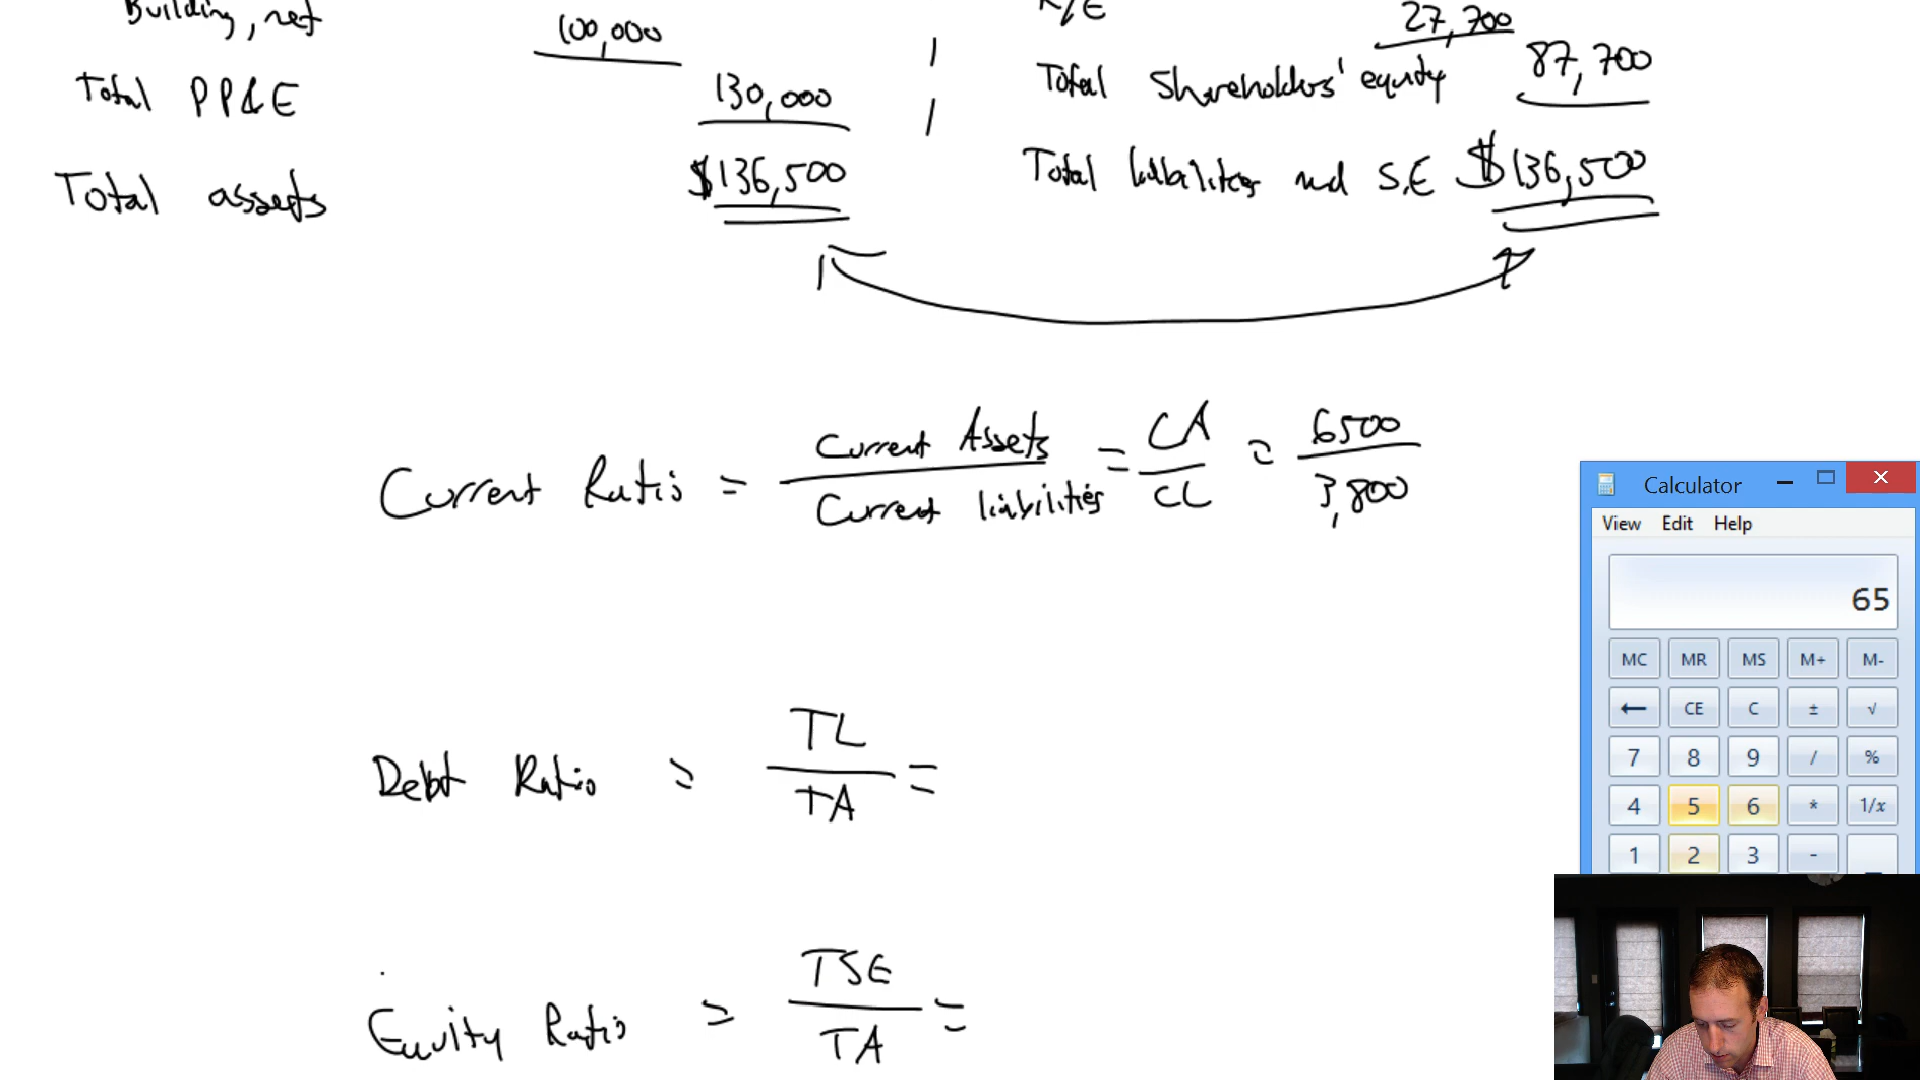 Building, net 100,000
Total PP&E 130,000
Total assets $136,500
R/E 27,700
Total Shareholders' equity 87,700
Total liabilities and S.E $136,500
Current Ratio = Current Assets / Current liabilities = CA / CL = 6500 / 3,800
Debt Ratio = TL / TA =
Equity Ratio = TSE / TA =
Calculator
View Edit Help
65
MC MR MS M+ M-
← CE C ± √
7 8 9 / %
4 5 6 * 1/x
1 2 3 -